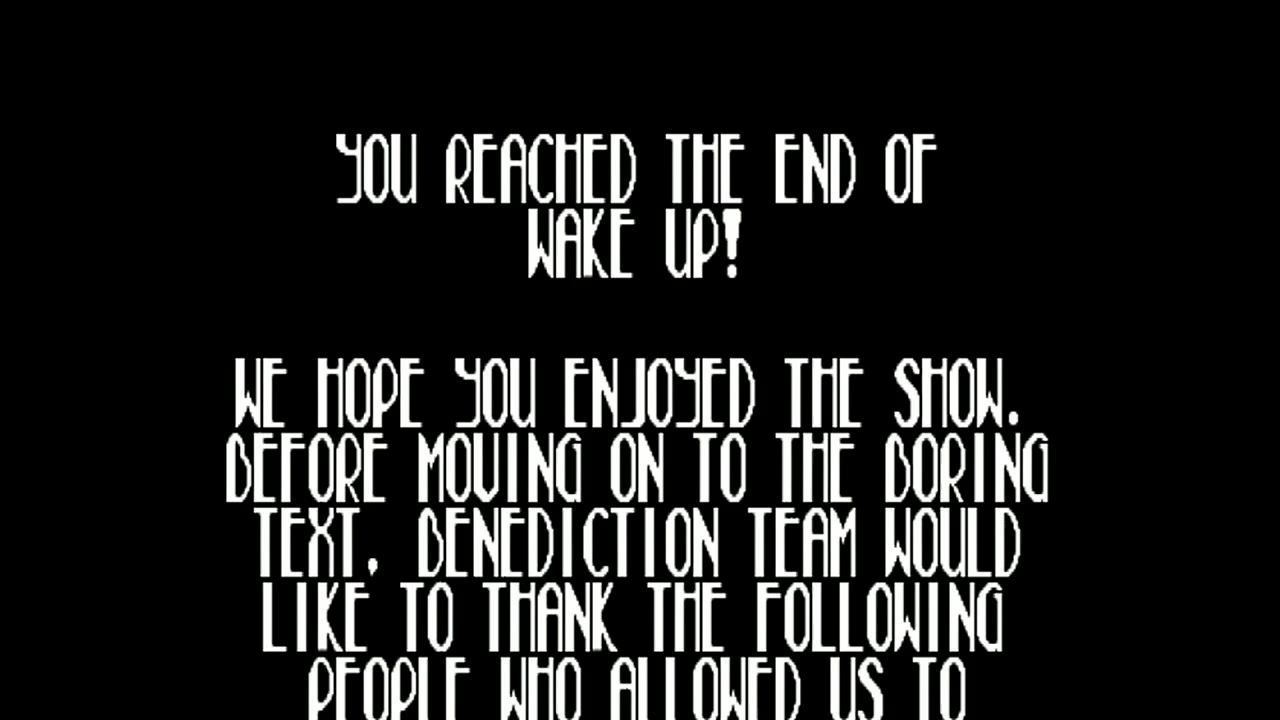 YOU REACHED THE END OF
WAKE UP!
WE HOPE YOU ENJOYED THE SHOW.
BEFORE MOVING ON TO THE BORING
TEXT, BENEDICTION TEAM WOULD
LIKE TO THANK THE FOLLOWING
PEOPLE WHO ALLOWED US TO